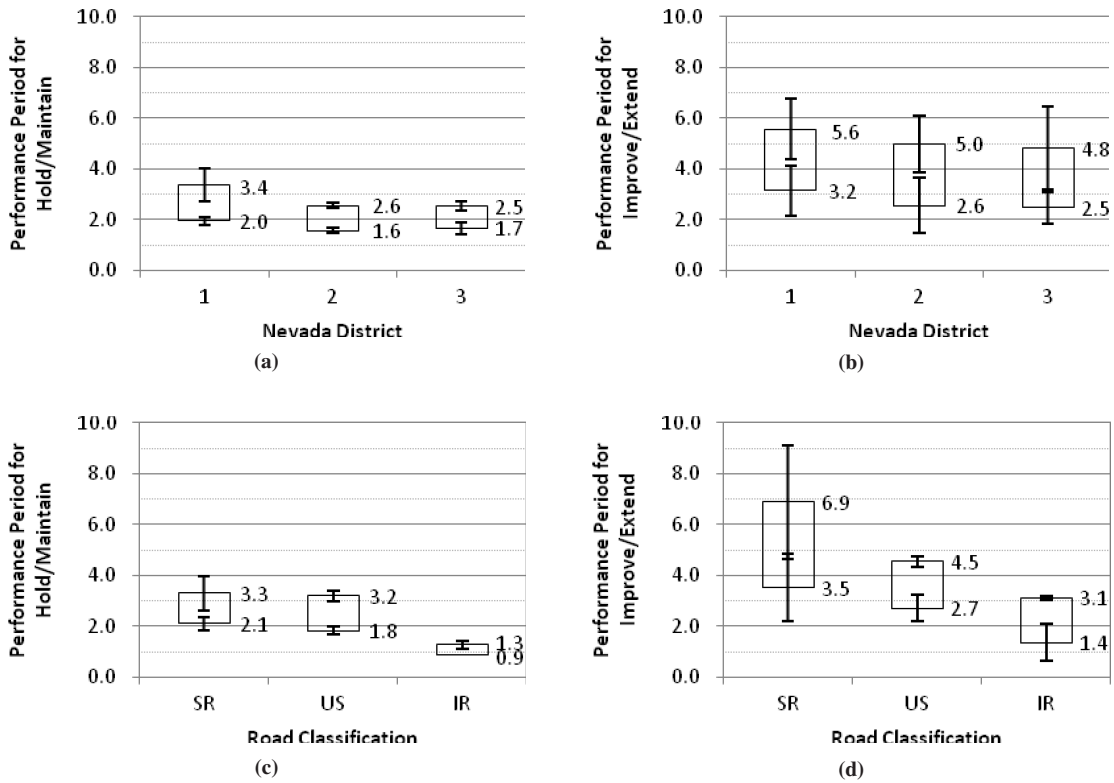 Performance Period for
Hold/Maintain
10.0
8.0
6.0
4.0
2.0
0.0
3.4
2.0
2.6
1.6
2.5
1.7
1
2
3
Nevada District
(a)
Performance Period for
Improve/Extend
10.0
8.0
6.0
4.0
2.0
0.0
5.6
3.2
5.0
2.6
4.8
2.5
1
2
3
Nevada District
(b)
Performance Period for
Hold/Maintain
10.0
8.0
6.0
4.0
2.0
0.0
3.3
2.1
3.2
1.8
1.3
0.9
SR
US
IR
Road Classification
(c)
Performance Period for
Improve/Extend
10.0
8.0
6.0
4.0
2.0
0.0
6.9
3.5
4.5
2.7
3.1
1.4
SR
US
IR
Road Classification
(d)